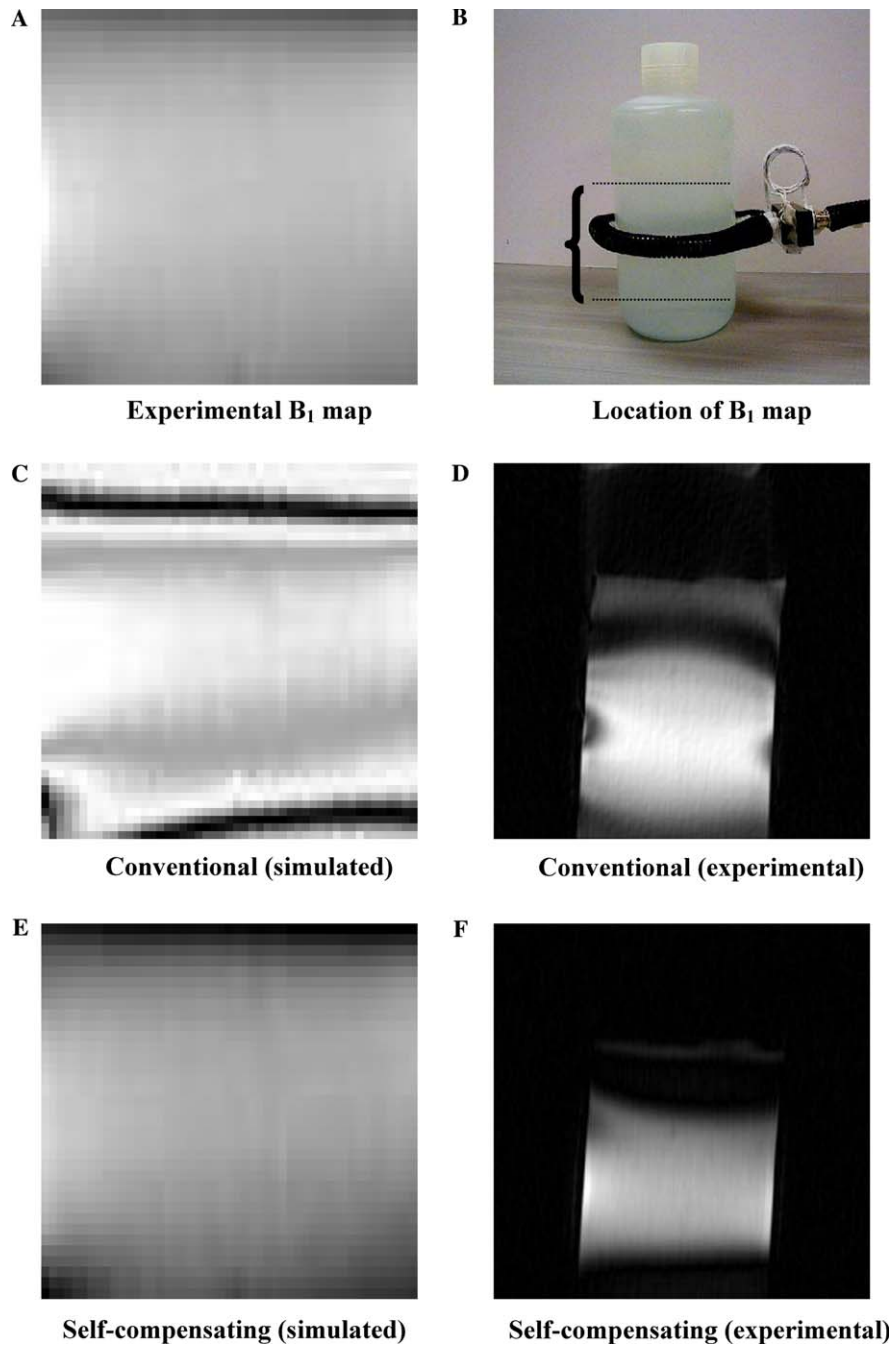 A
B
Experimental B₁ map
Location of B₁ map
C
D
Conventional (simulated)
Conventional (experimental)
E
F
Self-compensating (simulated)
Self-compensating (experimental)